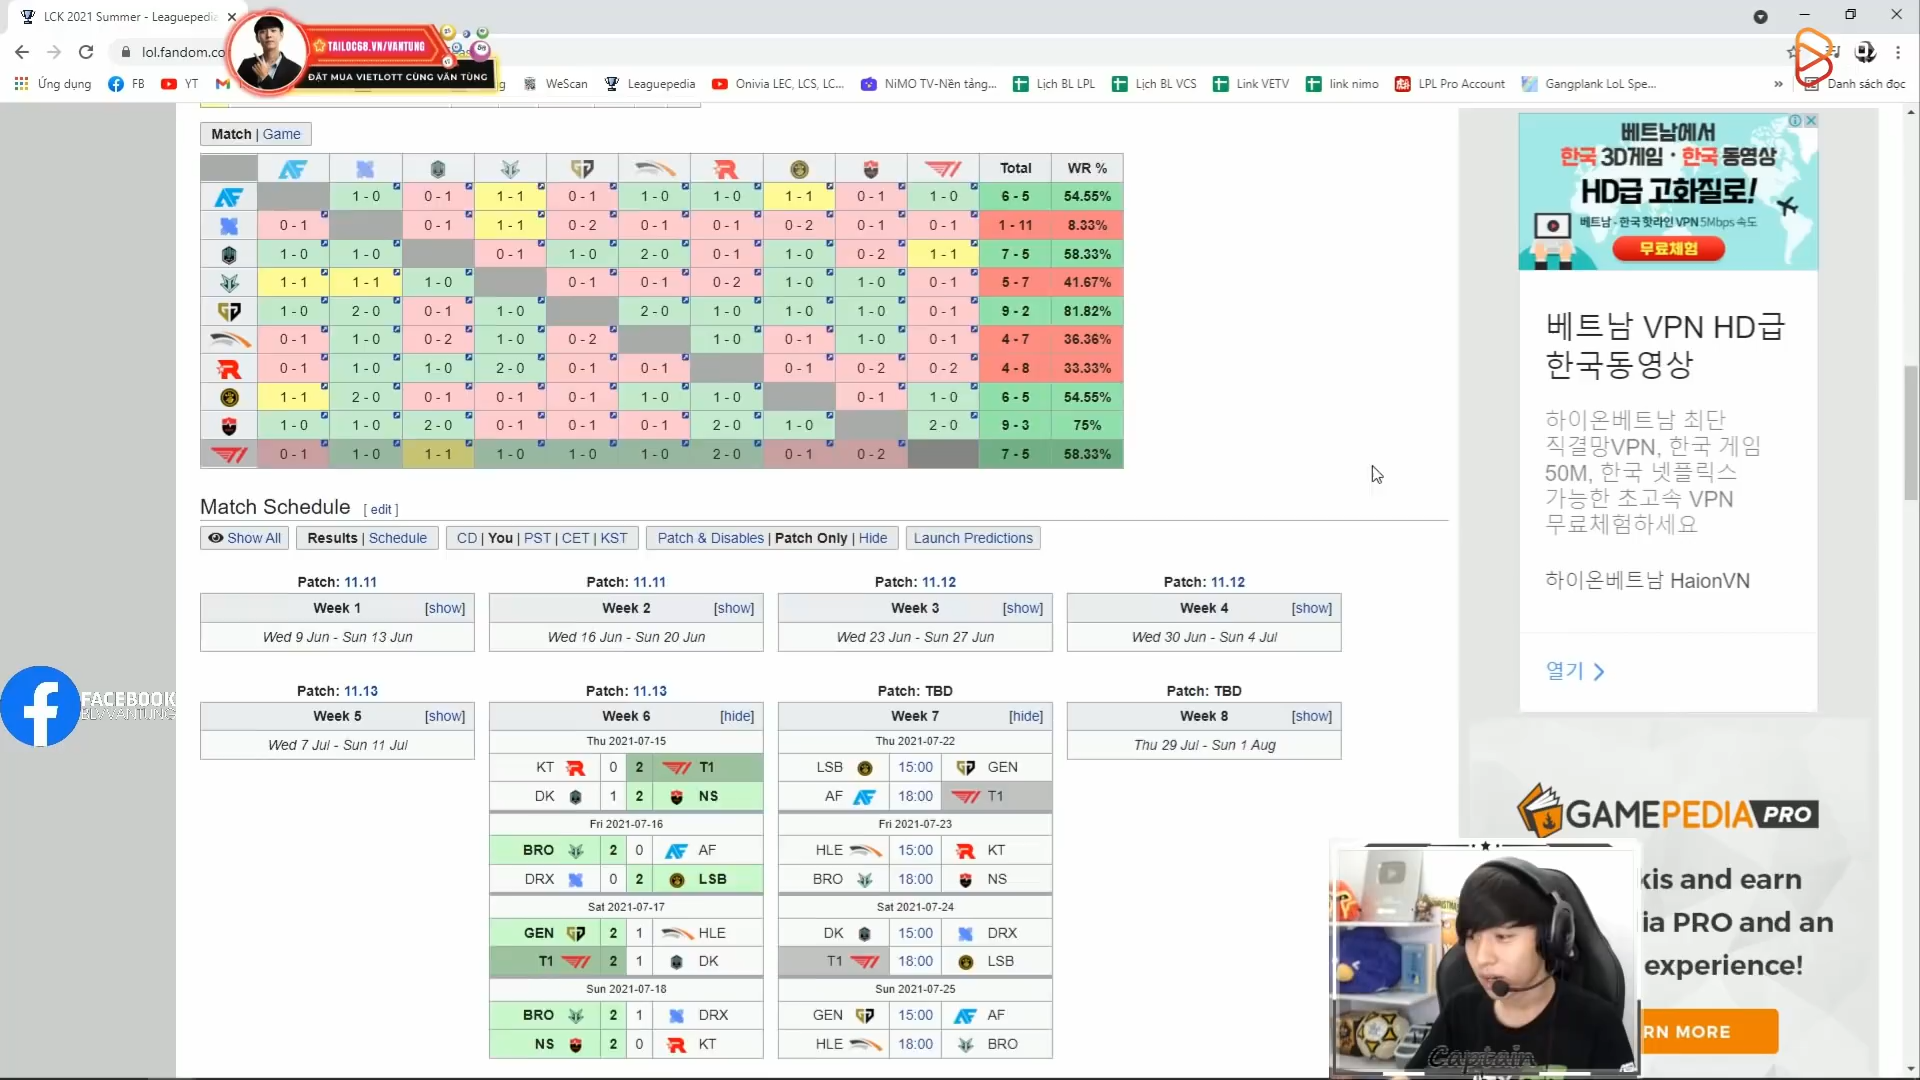 LCK 2021 Summer - Leaguepedia
lol.fandom.co
TAILOC68.VN/VANTUNG
ĐẶT MUA VIETLOTT CÙNG VĂN TÙNG
Ứng dụng FB YT WeScan Leaguepedia Onivia LEC, LCS, LC... NiMO TV-Nền tảng... Lịch BL LPL Lịch BL VCS Link VETV link nimo LPL Pro Account Gangplank LoL Spe... » Danh sách đọc
Match | Game
Total WR %
1 - 0 0 - 1 1 - 1 0 - 1 1 - 0 1 - 0 1 - 1 0 - 1 1 - 0 6 - 5 54.55%
0 - 1 0 - 1 1 - 1 0 - 2 0 - 1 0 - 1 0 - 2 0 - 1 0 - 1 1 - 11 8.33%
1 - 0 1 - 0 0 - 1 1 - 0 2 - 0 0 - 1 1 - 0 0 - 2 1 - 1 7 - 5 58.33%
1 - 1 1 - 1 1 - 0 0 - 1 0 - 1 0 - 2 1 - 0 1 - 0 0 - 1 5 - 7 41.67%
1 - 0 2 - 0 0 - 1 1 - 0 2 - 0 1 - 0 1 - 0 1 - 0 0 - 1 9 - 2 81.82%
0 - 1 1 - 0 0 - 2 1 - 0 0 - 2 1 - 0 0 - 1 1 - 0 0 - 1 4 - 7 36.36%
0 - 1 1 - 0 1 - 0 2 - 0 0 - 1 0 - 1 0 - 1 0 - 2 0 - 2 4 - 8 33.33%
1 - 1 2 - 0 0 - 1 0 - 1 0 - 1 1 - 0 1 - 0 0 - 1 1 - 0 6 - 5 54.55%
1 - 0 1 - 0 2 - 0 0 - 1 0 - 1 0 - 1 2 - 0 1 - 0 2 - 0 9 - 3 75%
0 - 1 1 - 0 1 - 1 1 - 0 1 - 0 1 - 0 2 - 0 0 - 1 0 - 2 7 - 5 58.33%
Match Schedule [ edit ]
Show All Results | Schedule CD | You | PST | CET | KST Patch & Disables | Patch Only | Hide Launch Predictions
Patch: 11.11 Patch: 11.11 Patch: 11.12 Patch: 11.12
Week 1 [show] Week 2 [show] Week 3 [show] Week 4 [show]
Wed 9 Jun - Sun 13 Jun Wed 16 Jun - Sun 20 Jun Wed 23 Jun - Sun 27 Jun Wed 30 Jun - Sun 4 Jul
Patch: 11.13 Patch: 11.13 Patch: TBD Patch: TBD
Week 5 [show] Week 6 [hide] Week 7 [hide] Week 8 [show]
Wed 7 Jul - Sun 11 Jul Thu 2021-07-15 Thu 2021-07-22 Thu 29 Jul - Sun 1 Aug
KT 0 2 T1 LSB 15:00 GEN
DK 1 2 NS AF 18:00 T1
Fri 2021-07-16 Fri 2021-07-23
BRO 2 0 AF HLE 15:00 KT
DRX 0 2 LSB BRO 18:00 NS
Sat 2021-07-17 Sat 2021-07-24
GEN 2 1 HLE DK 15:00 DRX
T1 2 1 DK T1 18:00 LSB
Sun 2021-07-18 Sun 2021-07-25
BRO 2 1 DRX GEN 15:00 AF
NS 2 0 KT HLE 18:00 BRO
FACEBOOK
BLVVANTUNG
베트남에서
한국 3D게임 · 한국 동영상
HD급 고화질로!
베트남 - 한국 핫라인 VPN 5Mbps 속도
무료체험
베트남 VPN HD급
한국동영상
하이온베트남 최단
직결망VPN, 한국 게임
50M, 한국 넷플릭스
가능한 초고속 VPN
무료체험하세요
하이온베트남 HaionVN
열기
GAMEPEDIA PRO
kis and earn
ia PRO and an
experience!
RN MORE
Captain